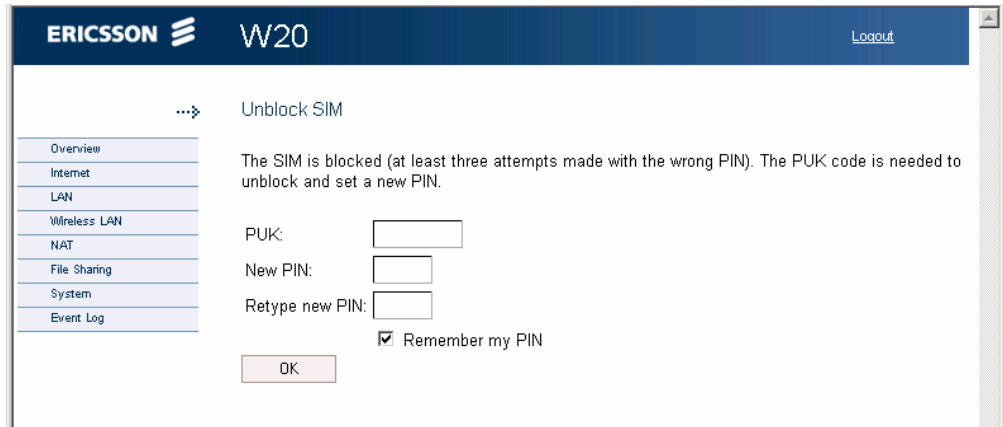 ERICSSON W20 Logout
Unblock SIM
Overview
Internet
LAN
Wireless LAN
NAT
File Sharing
System
Event Log
The SIM is blocked (at least three attempts made with the wrong PIN). The PUK code is needed to
unblock and set a new PIN.
PUK:
New PIN:
Retype new PIN:
Remember my PIN
OK